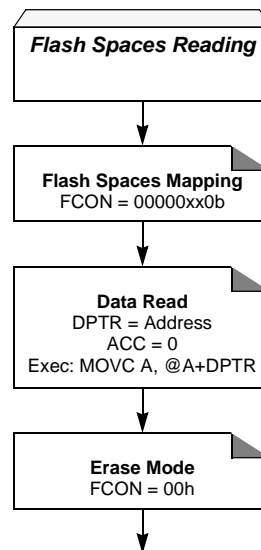 Flash Spaces Reading
Flash Spaces Mapping
FCON = 00000xx0b
Data Read
DPTR = Address
ACC = 0
Exec: MOVC A, @A+DPTR
Erase Mode
FCON = 00h